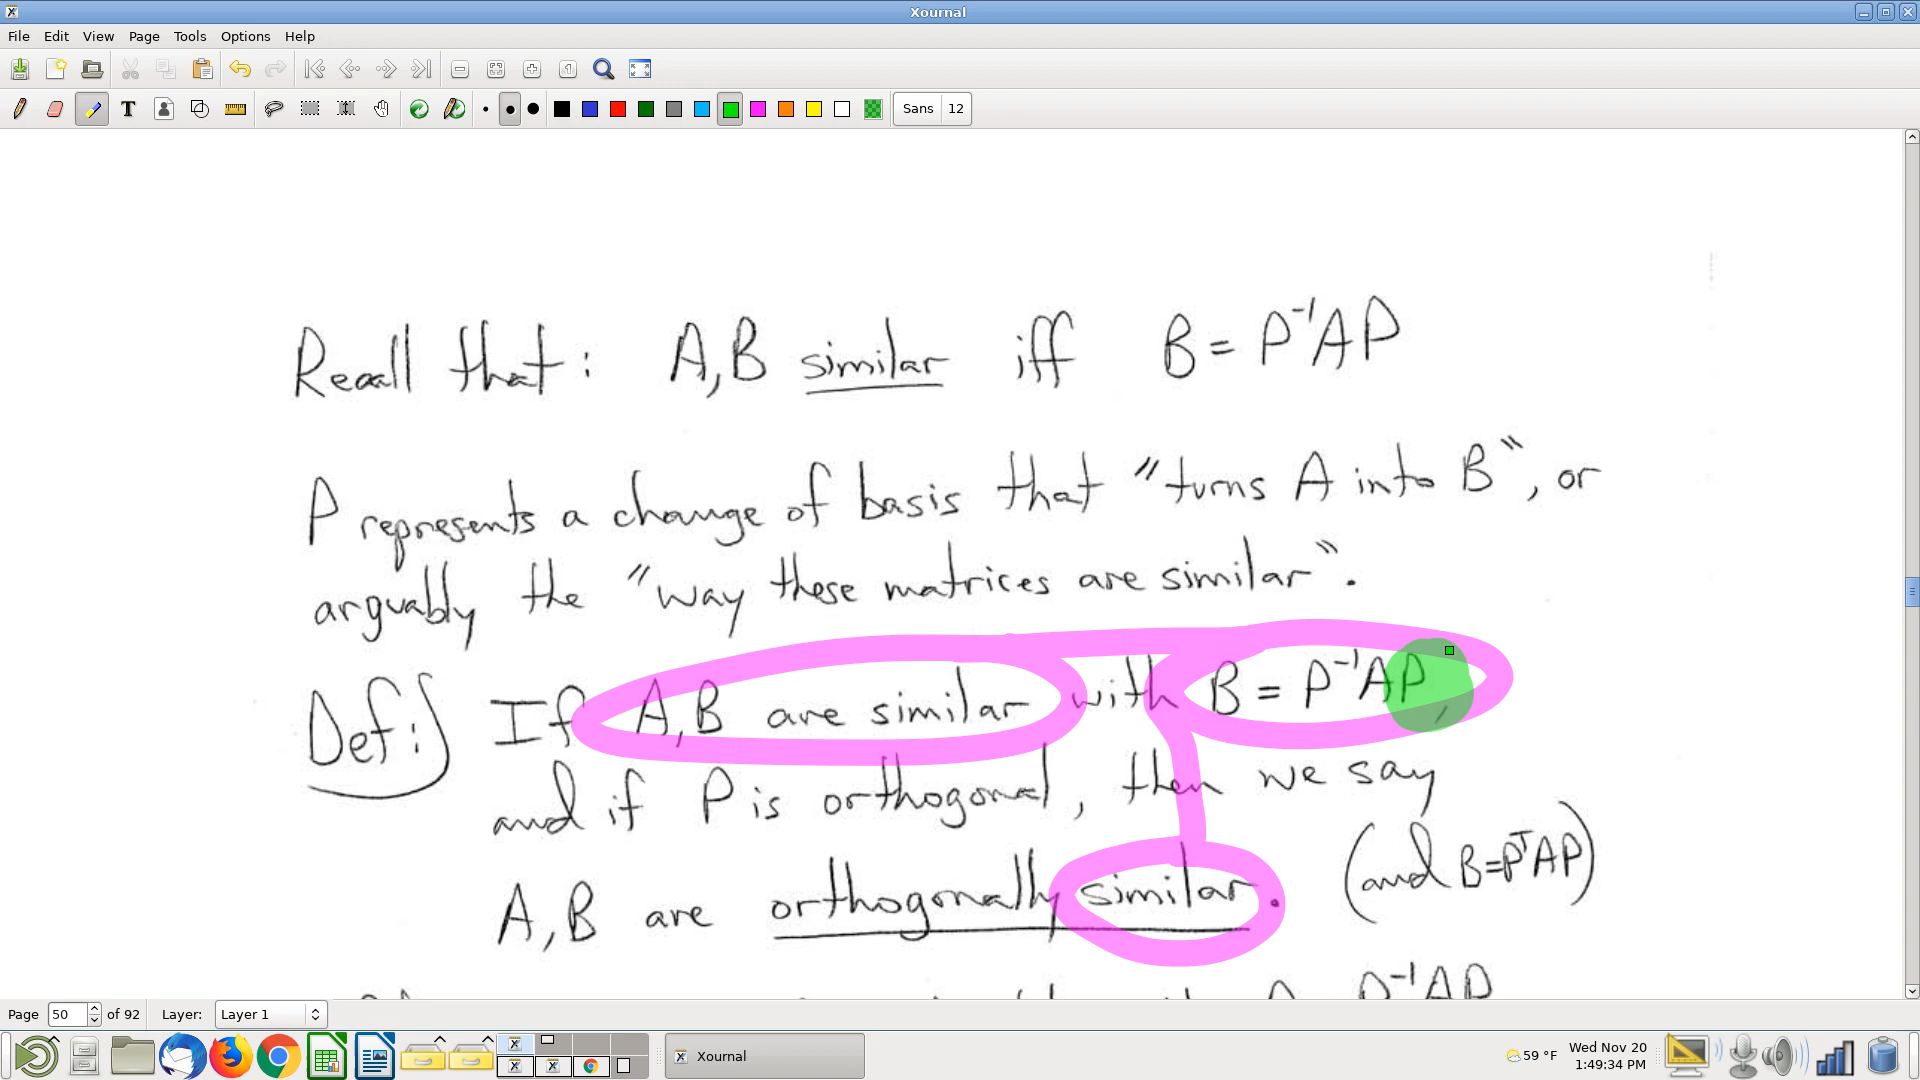 Xournal
File Edit View Page Tools Options Help
Sans 12
Recall that: A,B similar iff B = P⁻¹AP
P represents a change of basis that "turns A into B", or
arguably the "way these matrices are similar".
Def: If A,B are similar with B = P⁻¹AP,
and if P is orthogonal, then we say
A,B are orthogonally similar. (and B=PᵀAP)
P⁻¹AP
Page 50 of 92 Layer: Layer 1
Xournal
59 °F
Wed Nov 20
1:49:34 PM